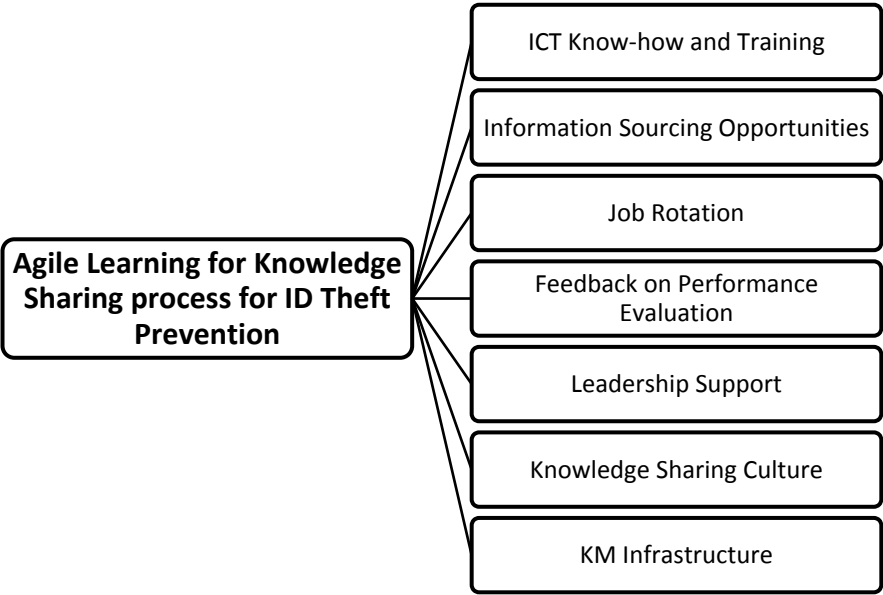 ICT Know-how and Training
Information Sourcing Opportunities
Job Rotation
Agile Learning for Knowledge
Sharing process for ID Theft
Prevention
Feedback on Performance
Evaluation
Leadership Support
Knowledge Sharing Culture
KM Infrastructure